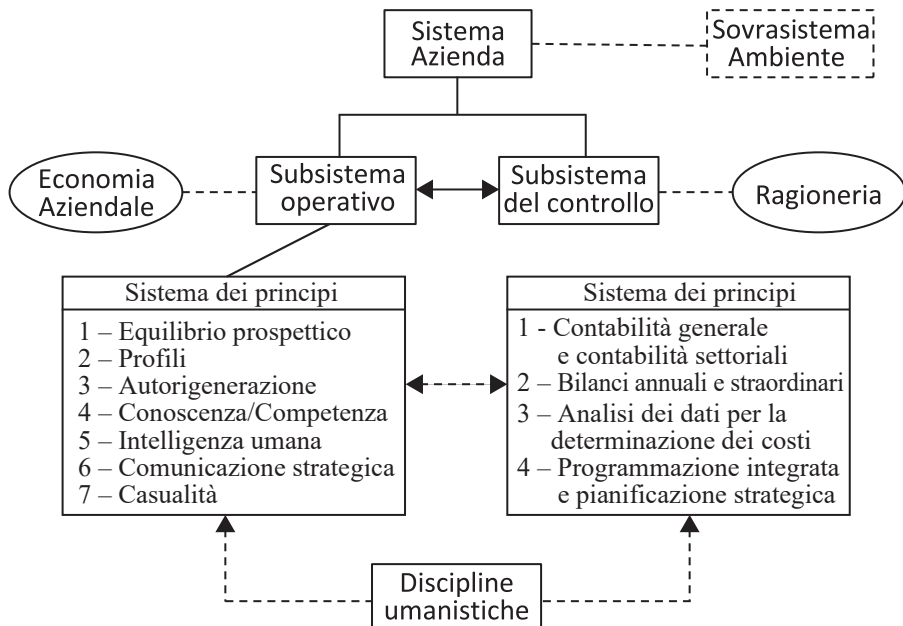 Sistema
Azienda
Sovrasistema
Ambiente
Economia
Aziendale
Subsistema
operativo
Subsistema
del controllo
Ragioneria
Sistema dei principi
1 – Equilibrio prospettico
2 – Profili
3 – Autorigenerazione
4 – Conoscenza/Competenza
5 – Intelligenza umana
6 – Comunicazione strategica
7 – Casualità
Sistema dei principi
1 - Contabilità generale
e contabilità settoriali
2 – Bilanci annuali e straordinari
3 – Analisi dei dati per la
determinazione dei costi
4 – Programmazione integrata
e pianificazione strategica
Discipline
umanistiche